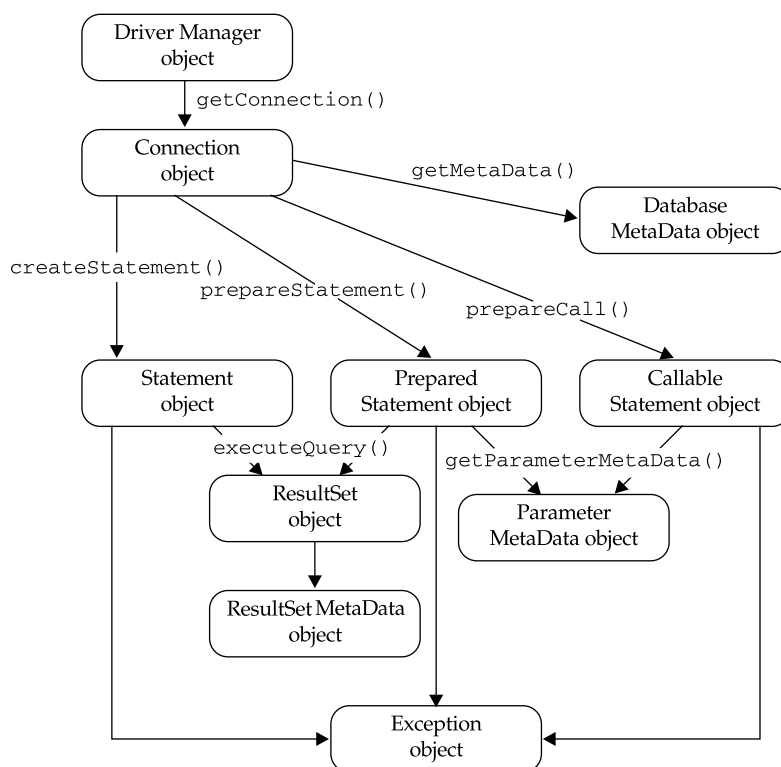 Driver Manager
object
getConnection()
Connection
object
getMetaData()
Database
MetaData object
createStatement()
prepareStatement()
prepareCall()
Statement
object
Prepared
Statement object
Callable
Statement object
executeQuery()
getParameterMetaData()
ResultSet
object
Parameter
MetaData object
ResultSet MetaData
object
Exception
object